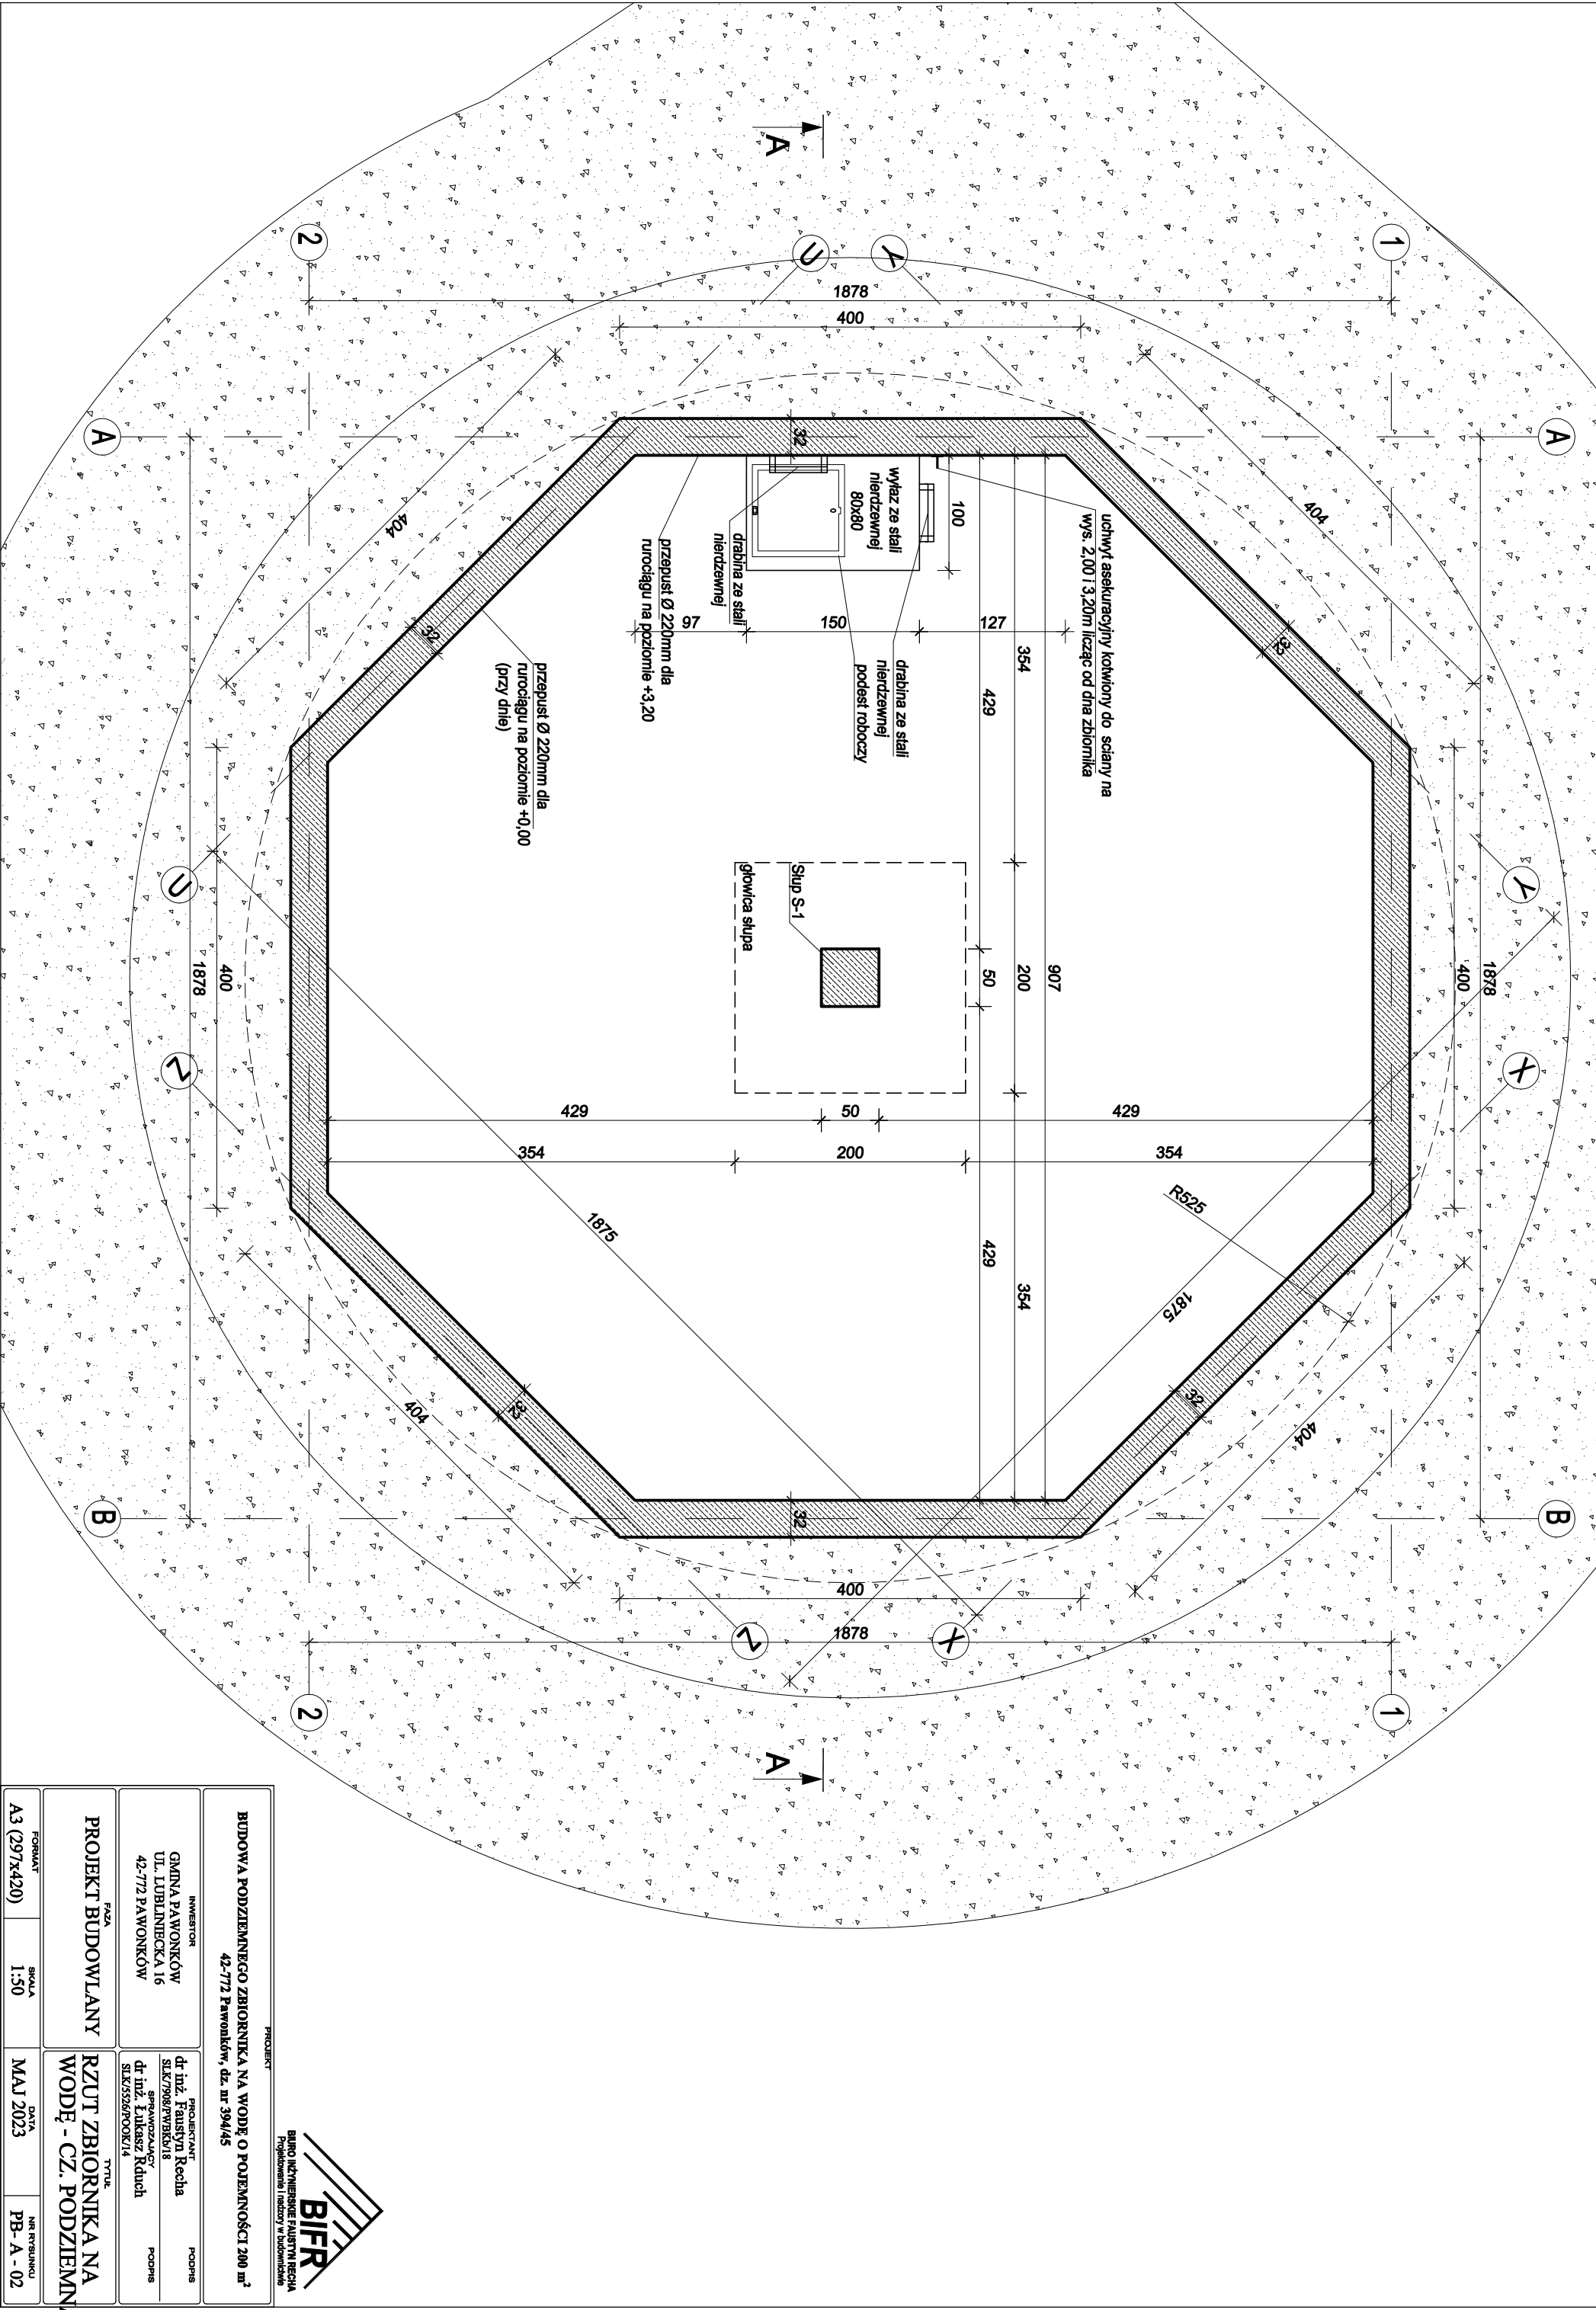 A
A
2
1
U
Y
1878
400
A
A
404
404
32
32
32
100
wyłaz ze stali
nierdzewnej
80x80
uchwyt asekuracyjny kotwiony do ściany na
wys. 2,00 i 3,20m licząc od dna zbiornika
drabina ze stali
nierdzewnej
przepust Ø 220mm dla
rurociągu na poziomie +3,20
97
150
127
354
429
drabina ze stali
nierdzewnej
podest roboczy
przepust Ø 220mm dla
rurociągu na poziomie +0,00
(przy dnie)
Słup S-1
głowica słupa
U
Y
50
200
907
1878
400
400
1878
Z
X
429
50
429
354
200
354
R525
1875
1875
429
354
404
404
32
32
32
B
B
400
1878
Z
X
2
1
BIFR
BIURO INŻYNIERSKIE FAUSTYN RECHA
Projektowanie i nadzory w budownictwie
PROJEKT
BUDOWA PODZIEMNEGO ZBIORNIKA NA WODĘ O POJEMNOŚCI 200 m²
42-772 Pawonków, dz. nr 394/45
INWESTOR
GMINA PAWONKÓW
UL. LUBLINIECKA 16
42-772 PAWONKÓW
PROJEKTANT PODPIS
dr inż. Faustyn Recha
SLK/7908/PWBKb/18
SPRAWDZAJĄCY PODPIS
dr inż. Łukasz Rduch
SLK/5526/POOK/14
FAZA
PROJEKT BUDOWLANY
TYTUŁ
RZUT ZBIORNIKA NA
WODĘ - CZ. PODZIEMN
FORMAT
A3 (297x420)
SKALA
1:50
DATA
MAJ 2023
NR RYSUNKU
PB- A - 02